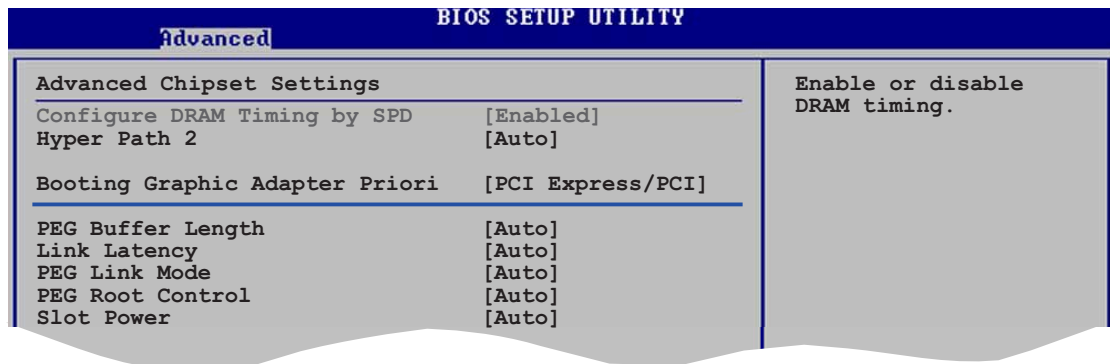 BIOS SETUP UTILITY
Advanced
Advanced Chipset Settings
Configure DRAM Timing by SPD [Enabled]
Hyper Path 2 [Auto]
Booting Graphic Adapter Priori [PCI Express/PCI]
PEG Buffer Length [Auto]
Link Latency [Auto]
PEG Link Mode [Auto]
PEG Root Control [Auto]
Slot Power [Auto]
Enable or disable
DRAM timing.